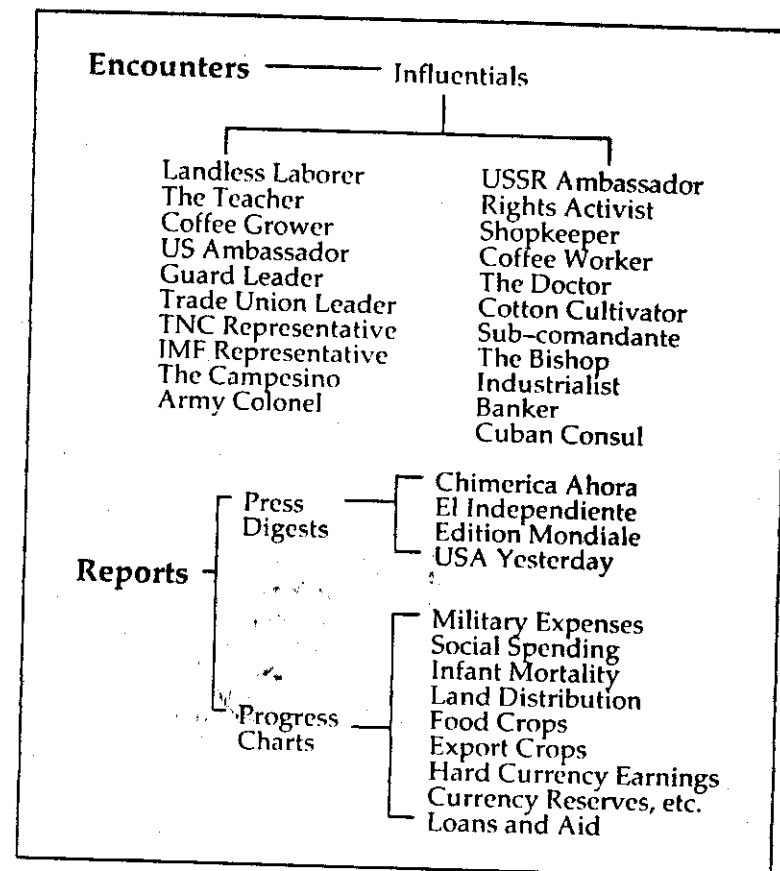 Encounters Influentials
Landless Laborer
The Teacher
Coffee Grower
US Ambassador
Guard Leader
Trade Union Leader
TNC Representative
IMF Representative
The Campesino
Army Colonel
USSR Ambassador
Rights Activist
Shopkeeper
Coffee Worker
The Doctor
Cotton Cultivator
Sub-comandante
The Bishop
Industrialist
Banker
Cuban Consul
Reports
Press
Digests
Chimerica Ahora
El Independiente
Edition Mondiale
USA Yesterday
Progress
Charts
Military Expenses
Social Spending
Infant Mortality
Land Distribution
Food Crops
Export Crops
Hard Currency Earnings
Currency Reserves, etc.
Loans and Aid